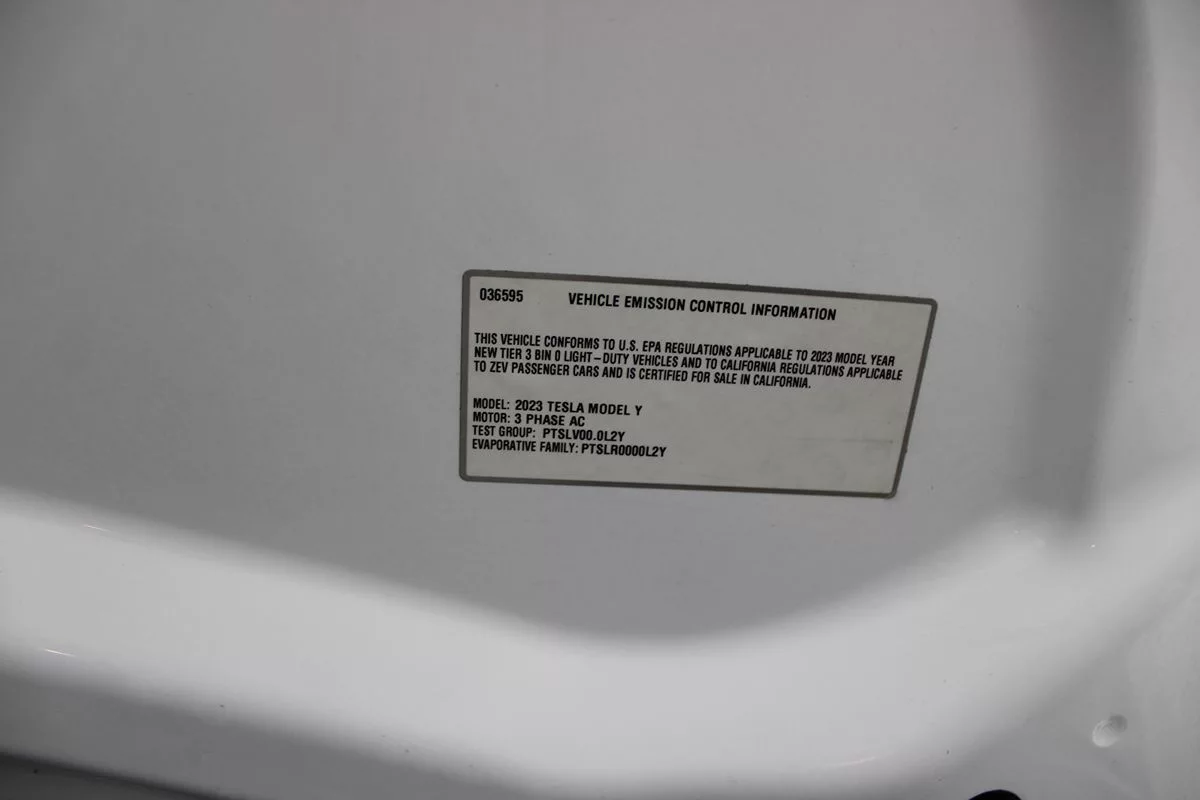 036595 VEHICLE EMISSION CONTROL INFORMATION
THIS VEHICLE CONFORMS TO U.S. EPA REGULATIONS APPLICABLE TO 2023 MODEL YEAR
NEW TIER 3 BIN 0 LIGHT-DUTY VEHICLES AND TO CALIFORNIA REGULATIONS APPLICABLE
TO ZEV PASSENGER CARS AND IS CERTIFIED FOR SALE IN CALIFORNIA.
MODEL: 2023 TESLA MODEL Y
MOTOR: 3 PHASE AC
TEST GROUP: PTSLV00.0L2Y
EVAPORATIVE FAMILY: PTSLR0000L2Y